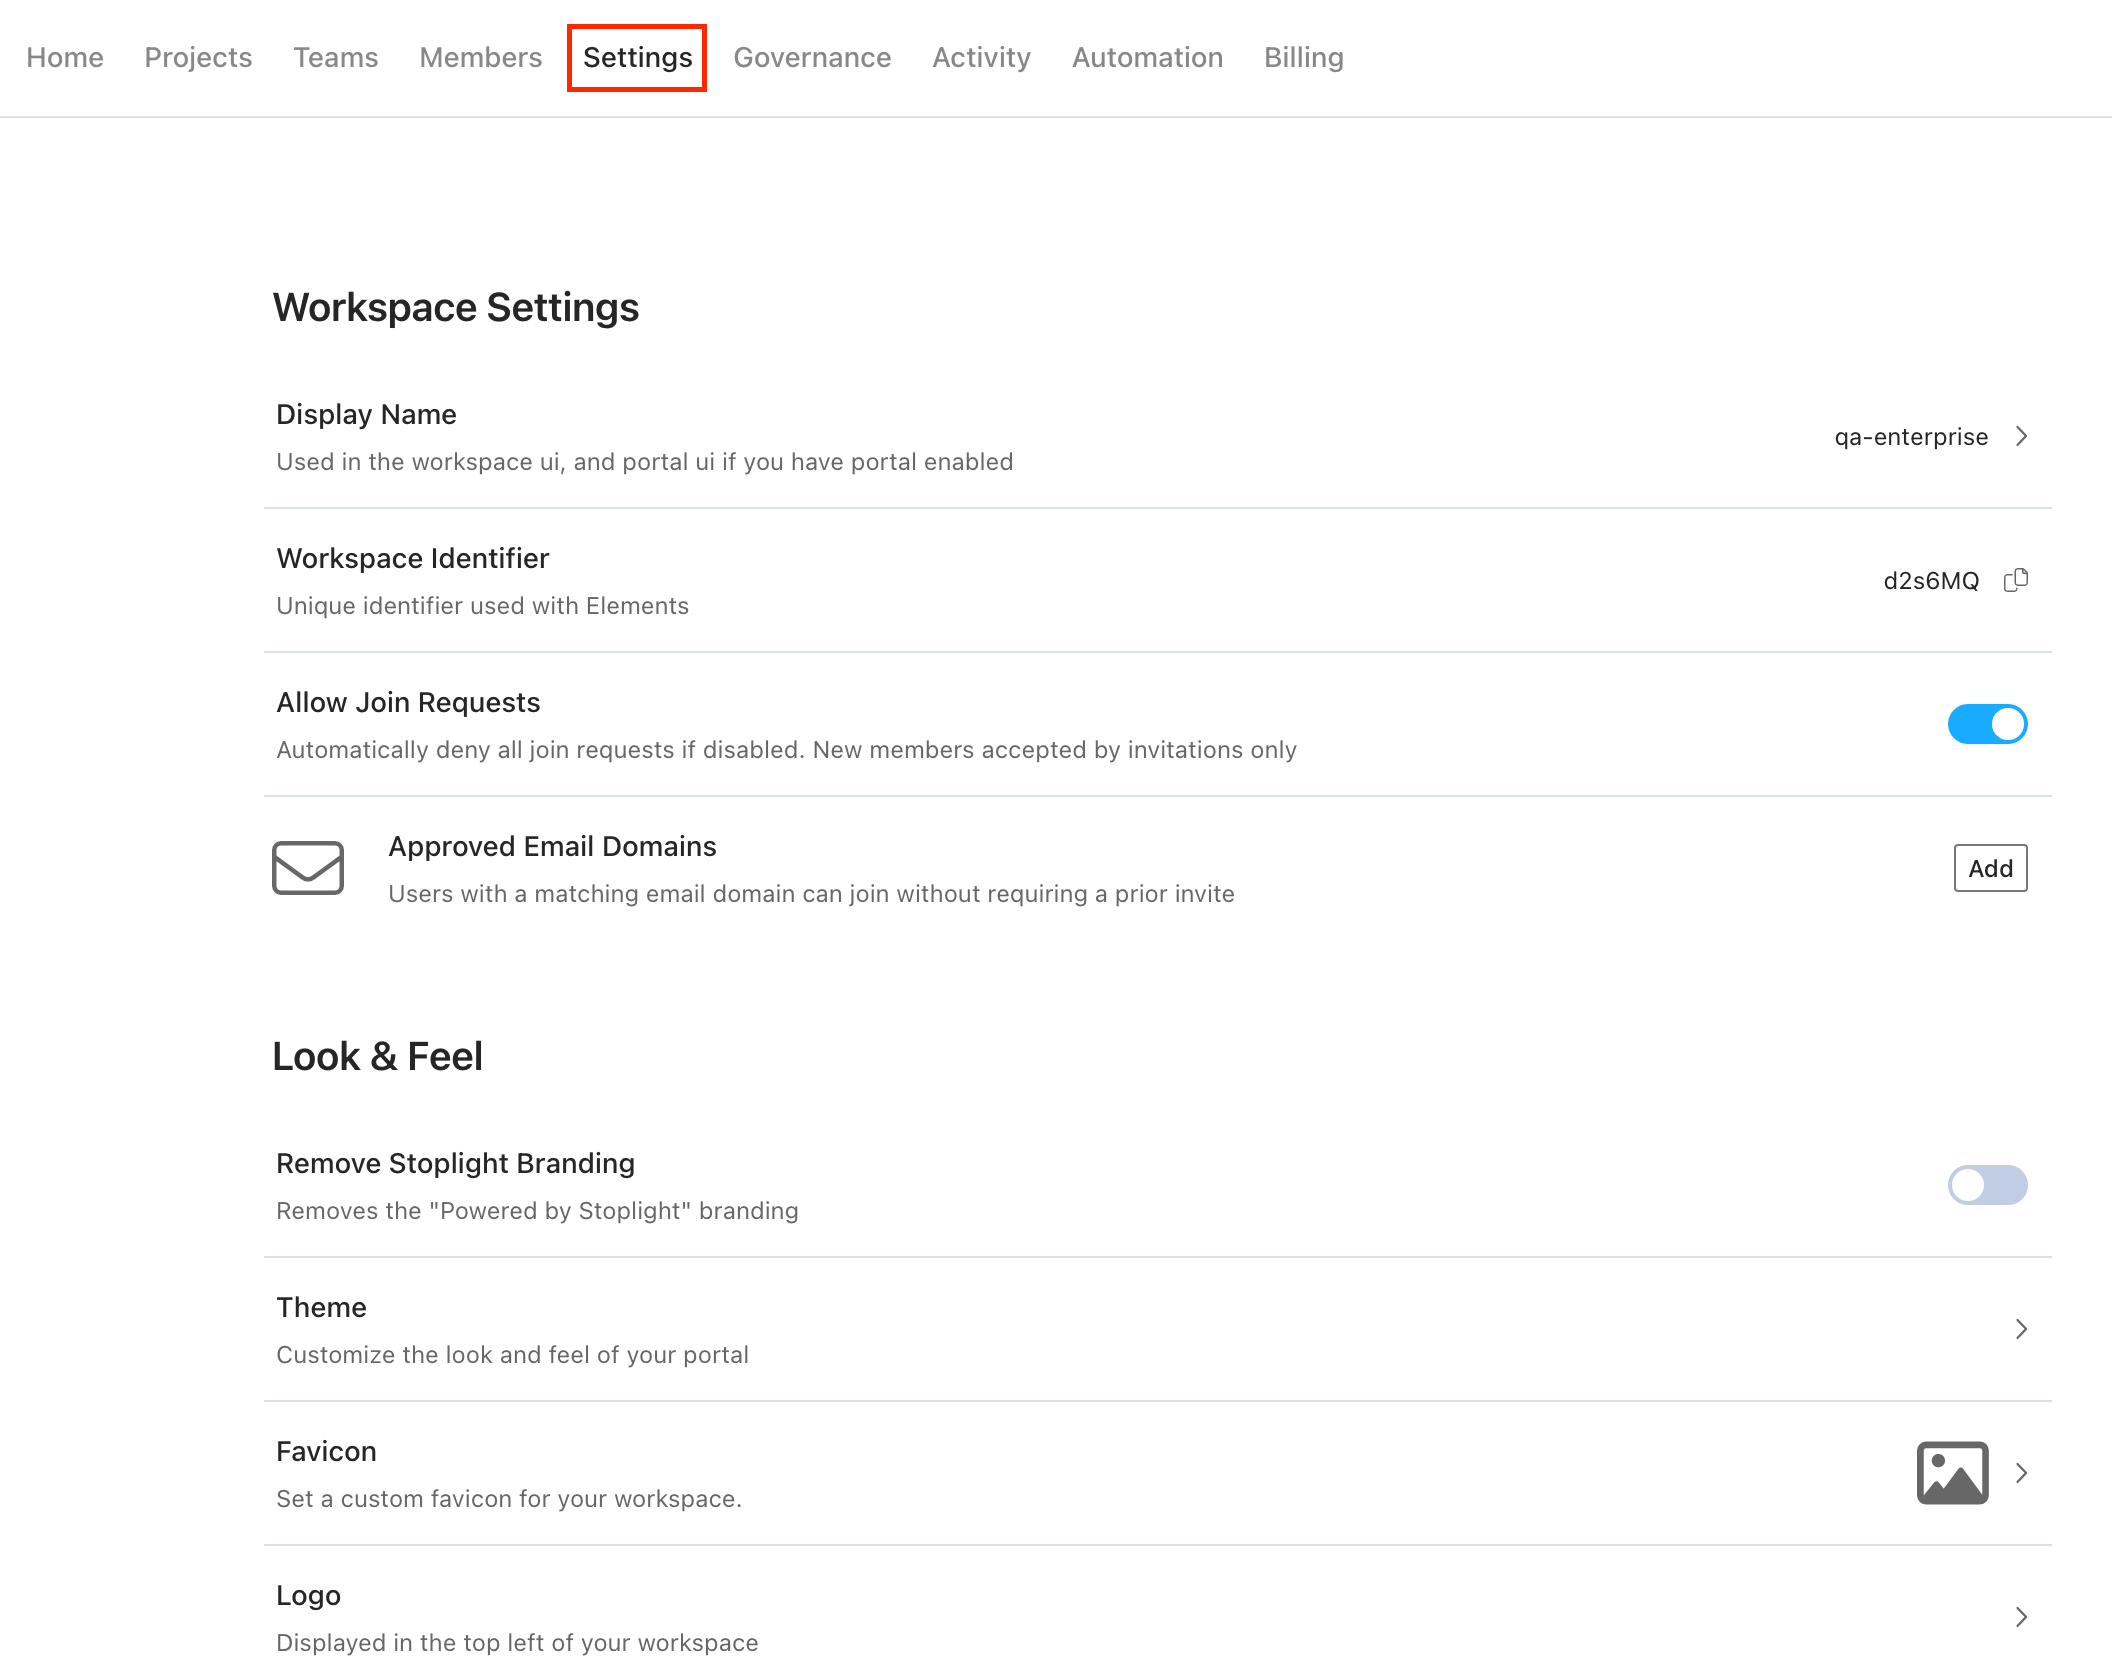 Home Projects Teams Members Settings Governance Activity Automation Billing
Workspace Settings
Display Name
Used in the workspace ui, and portal ui if you have portal enabled
qa-enterprise
Workspace Identifier
Unique identifier used with Elements
d2s6MQ
Allow Join Requests
Automatically deny all join requests if disabled. New members accepted by invitations only
Approved Email Domains
Users with a matching email domain can join without requiring a prior invite
Add
Look & Feel
Remove Stoplight Branding
Removes the "Powered by Stoplight" branding
Theme
Customize the look and feel of your portal
Favicon
Set a custom favicon for your workspace.
Logo
Displayed in the top left of your workspace